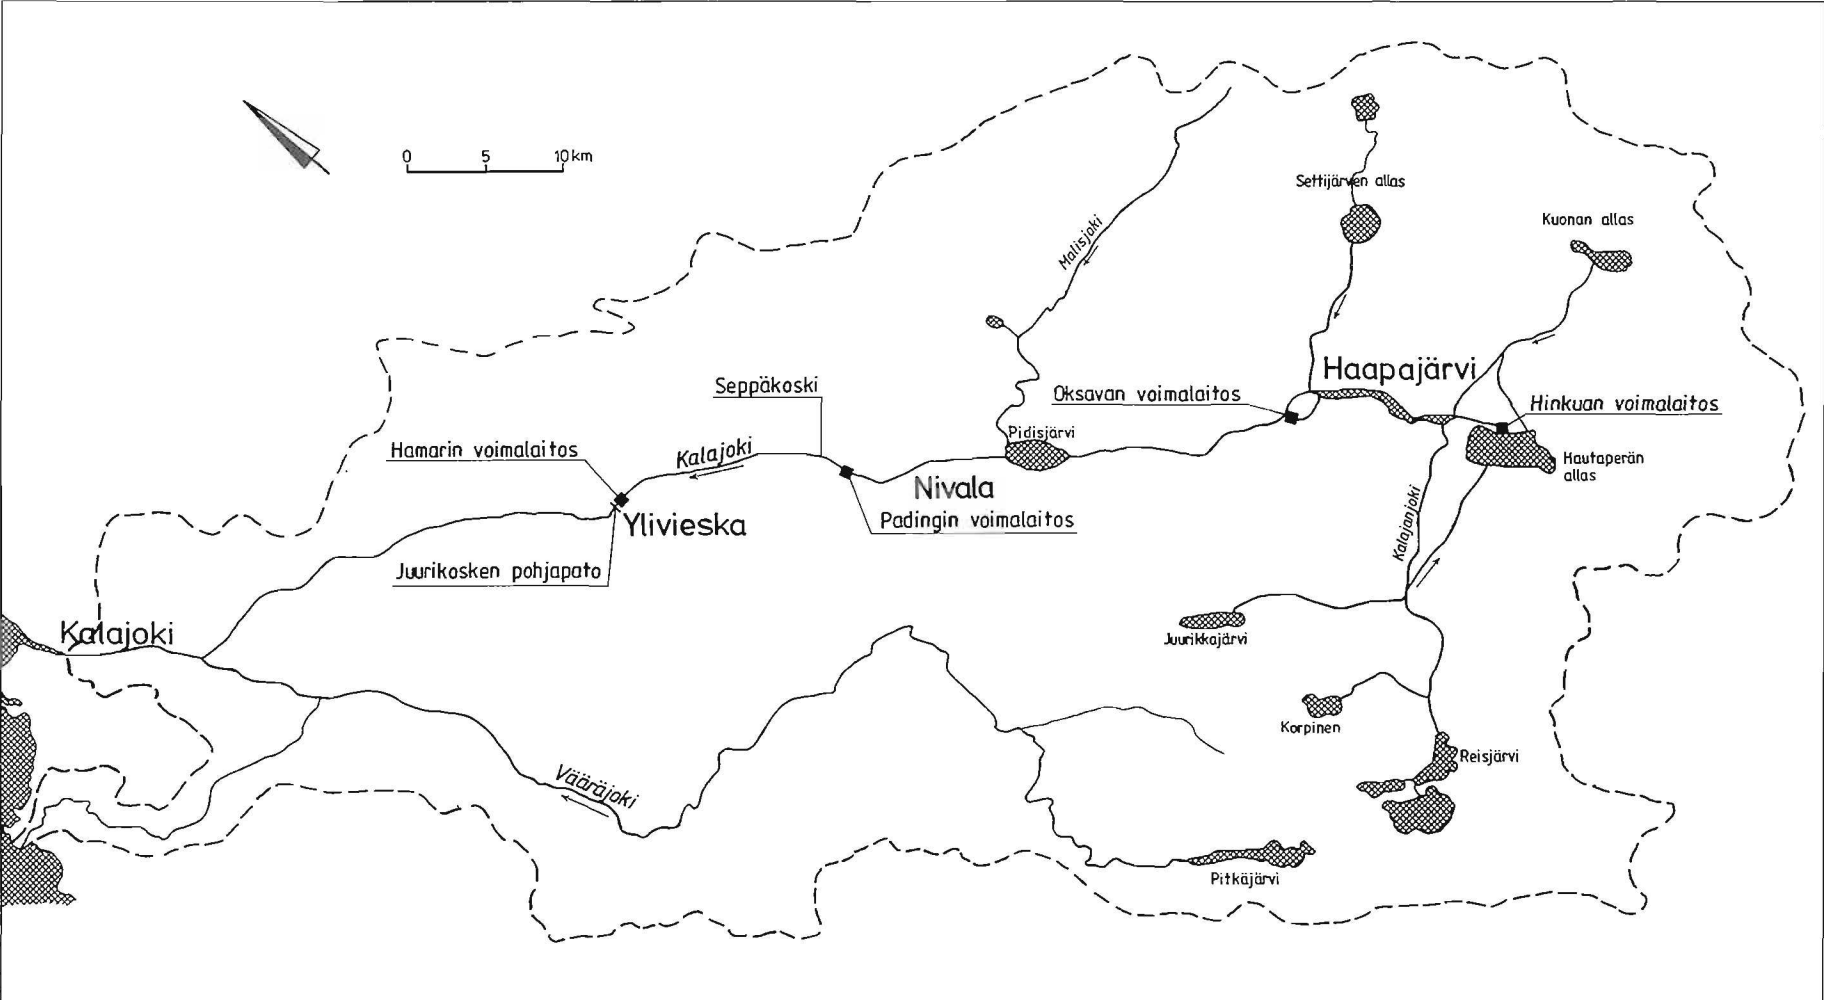 0 5 10 km
Settijärven allas
Kuonan allas
Malisjoki
Haapajärvi
Seppäkoski
Oksavan voimalaitos
Hinkuan voimalaitos
Pidisjärvi
Hamarin voimalaitos
Kalajoki
Hautaperän
allas
Nivala
Padingin voimalaitos
Ylivieska
Kalajanjoki
Juurikosken pohjapato
Kalajoki
Juurikkajärvi
Korpinen
Reisjärvi
Vääräjoki
Pitkäjärvi